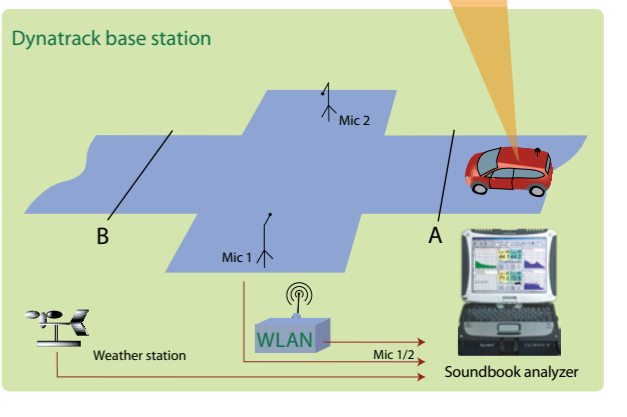 Dynatrack base station
Mic 2
B
A
Mic 1
WLAN
Mic 1/2
Weather station
Soundbook analyzer